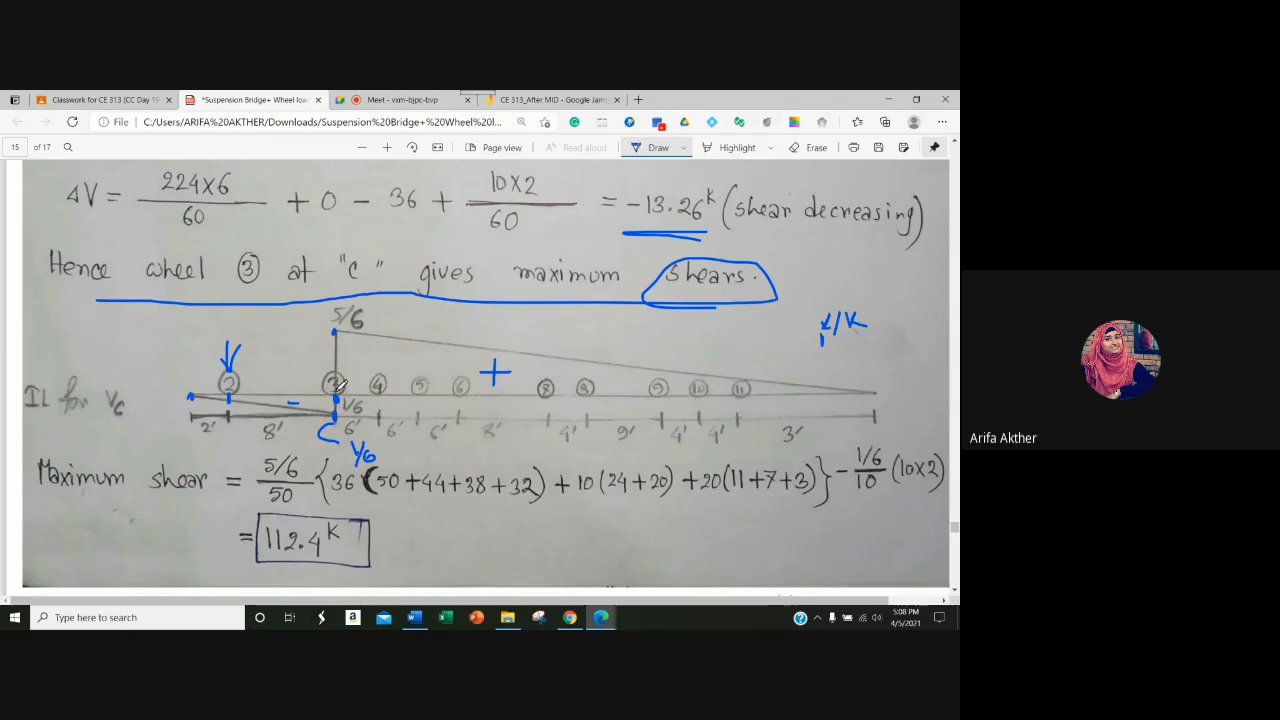 Classwork for CE 313 (CC Day 19
*Suspension Bridge+ Wheel loa
Meet - vxm-bjpc-bvp
CE 313_After MID - Google Jam
File
C:/Users/ARIFA%20AKTHER/Downloads/Suspension%20Bridge+%20Wheel%20l...
15 of 17
Page view
Read aloud
Draw
Highlight
Erase
ΔV = 224×6/60 + 0 - 36 + 10×2/60 = -13.26ᵏ (shear decreasing)
Hence wheel ③ at "C" gives maximum shears.
5/6
k/K
+
② ③ ④ ⑤ ⑥ ⑧ ⑨ ⑩ ⑪
IL for Vc
- 1/6
2' 8' 6' 6' 6' 8' 4' 9' 4' 4' 3'
C 1/6
Maximum shear = 5/6/50 {36 (50+44+38+32) + 10(24+20) + 20(11+7+3)} - 1/6/10 (10×2)
= 112.4ᴷ
Arifa Akther
Type here to search
5:08 PM
4/5/2021